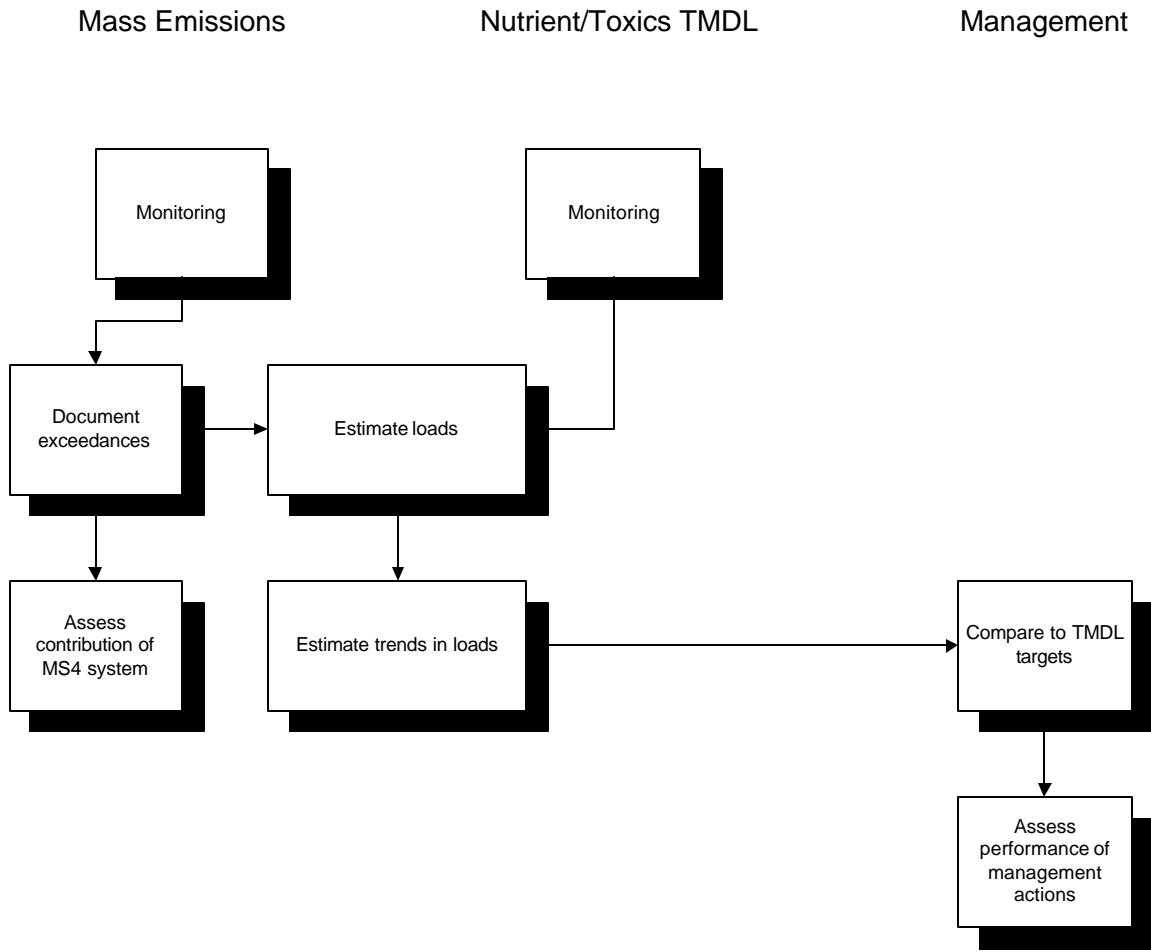 Mass Emissions
Nutrient/Toxics TMDL
Management
Monitoring
Monitoring
Document
exceedances
Estimate loads
Assess
contribution of
MS4 system
Estimate trends in loads
Compare to TMDL
targets
Assess
performance of
management
actions